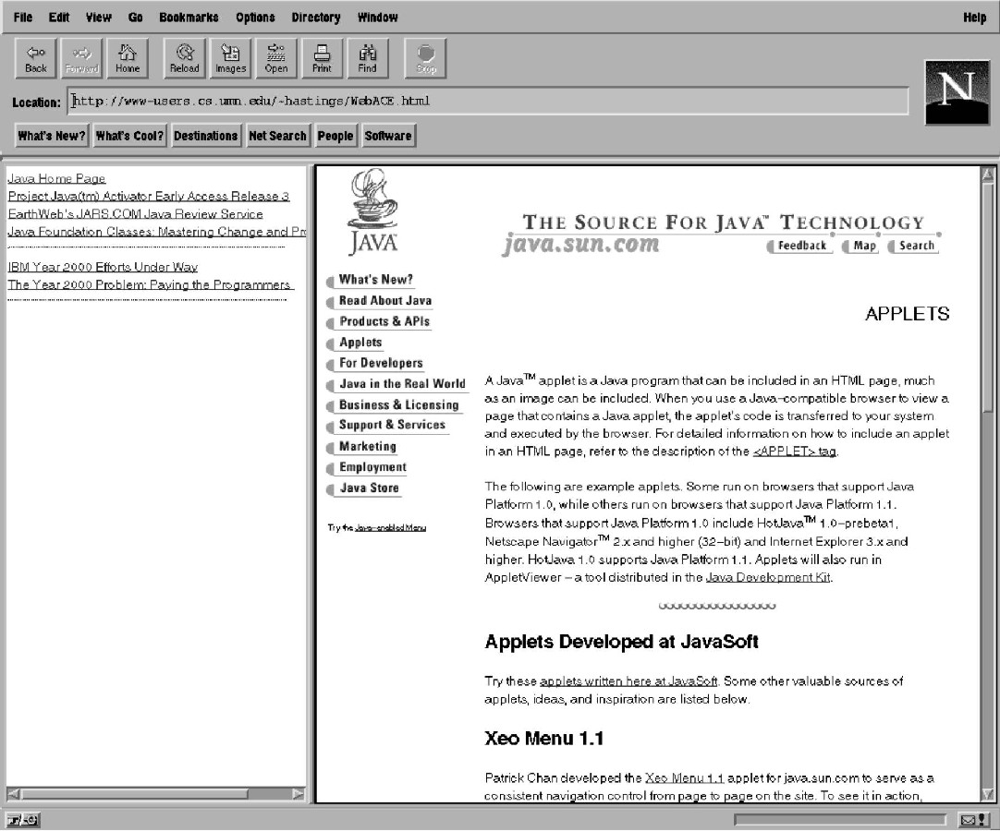 File Edit View Go Bookmarks Options Directory Window Help
Back Forward Home Reload Images Open Print Find Stop
N
Location: http://www-users.cs.umn.edu/~hastings/WebACE.html
What's New? What's Cool? Destinations Net Search People Software
Java Home Page
Project Java(tm) Activator Early Access Release 3
EarthWeb's JARS.COM Java Review Service
Java Foundation Classes: Mastering Change and Pro
IBM Year 2000 Efforts Under Way
The Year 2000 Problem: Paying the Programmers
JAVA™
THE SOURCE FOR JAVA™ TECHNOLOGY
java.sun.com
Feedback Map Search
What's New?
Read About Java
Products & APIs
Applets
For Developers
Java in the Real World
Business & Licensing
Support & Services
Marketing
Employment
Java Store
Try the Java-enabled Menu
APPLETS
A Java™ applet is a Java program that can be included in an HTML page, much
as an image can be included. When you use a Java-compatible browser to view a
page that contains a Java applet, the applet's code is transferred to your system
and executed by the browser. For detailed information on how to include an applet
in an HTML page, refer to the description of the <APPLET> tag.
The following are example applets. Some run on browsers that support Java
Platform 1.0, while others run on browsers that support Java Platform 1.1.
Browsers that support Java Platform 1.0 include HotJava™ 1.0-prebeta1,
Netscape Navigator™ 2.x and higher (32-bit) and Internet Explorer 3.x and
higher. HotJava 1.0 supports Java Platform 1.1. Applets will also run in
AppletViewer – a tool distributed in the Java Development Kit.
Applets Developed at JavaSoft
Try these applets written here at JavaSoft. Some other valuable sources of
applets, ideas, and inspiration are listed below.
Xeo Menu 1.1
Patrick Chan developed the Xeo Menu 1.1 applet for java.sun.com to serve as a
consistent navigation control from page to page on the site. To see it in action,